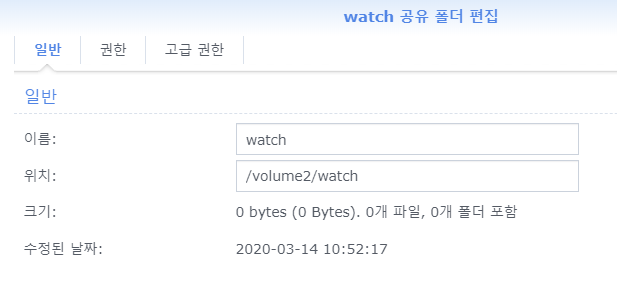 watch 공유 폴더 편집
일반 권한 고급 권한
일반
이름: watch
위치: /volume2/watch
크기: 0 bytes (0 Bytes). 0개 파일, 0개 폴더 포함
수정된 날짜: 2020-03-14 10:52:17